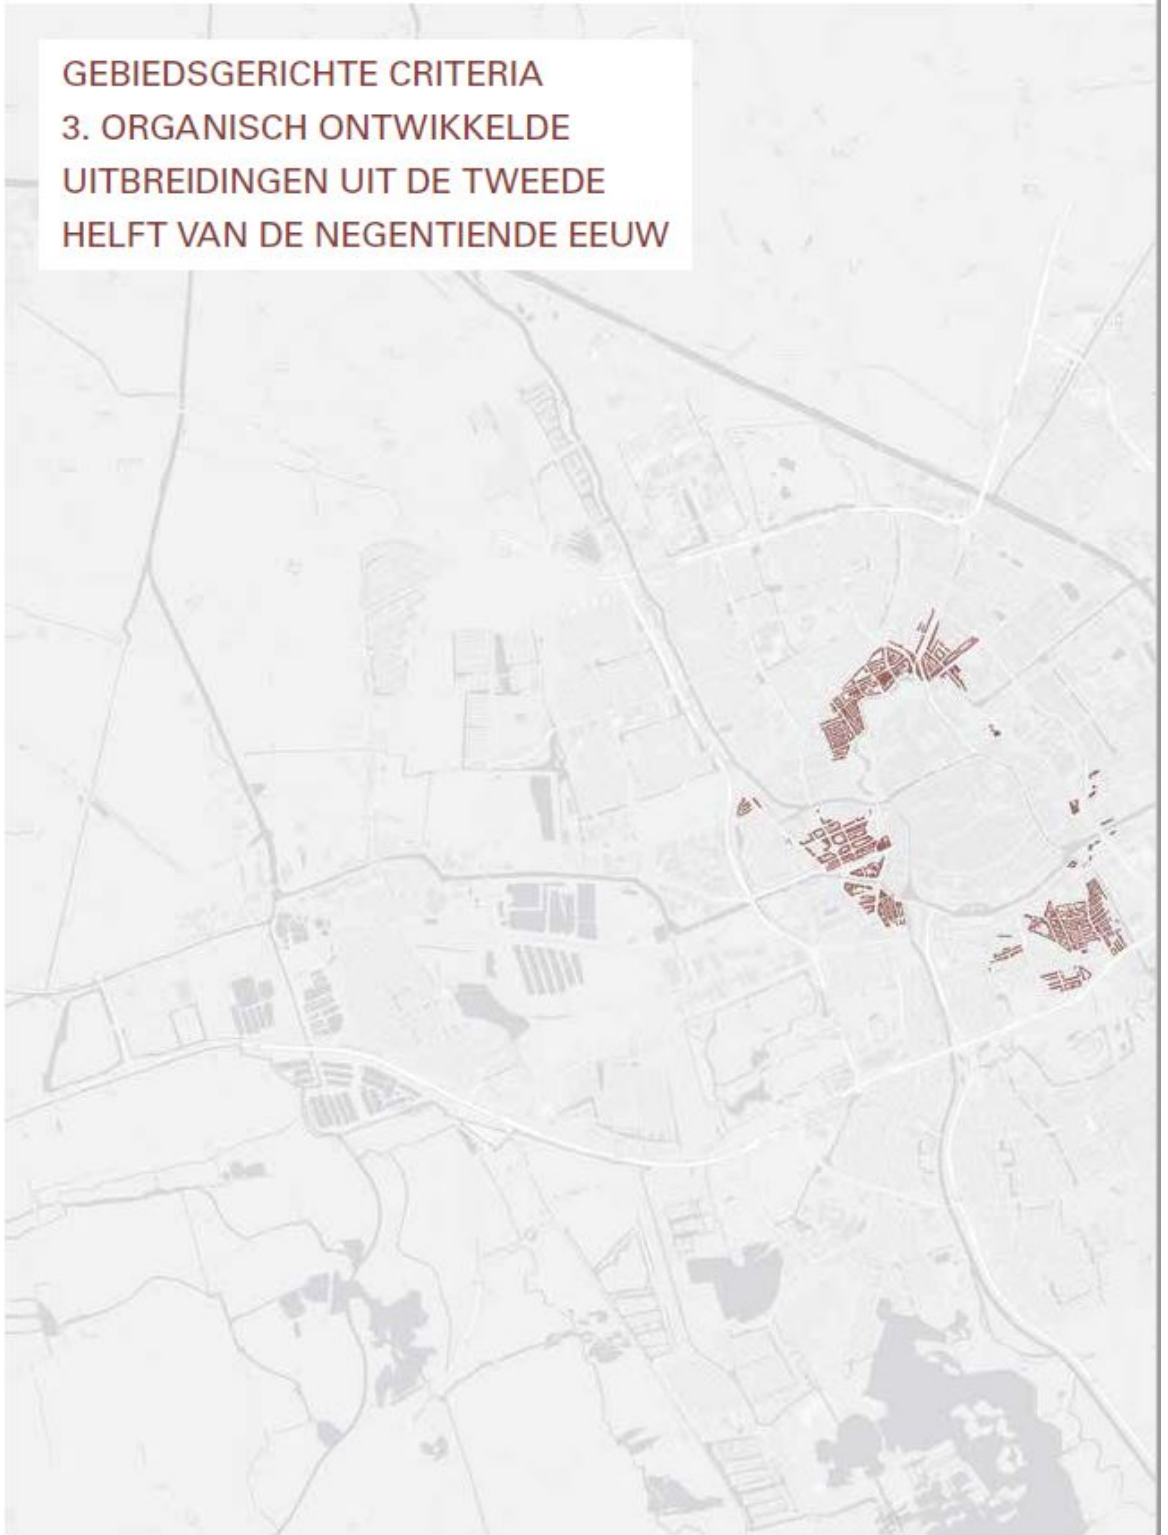 GEBIEDSGERICHTE CRITERIA
3. ORGANISCH ONTWIKKELDE
UITBREIDINGEN UIT DE TWEEDE
HELFT VAN DE NEGENTIENDE EEUW